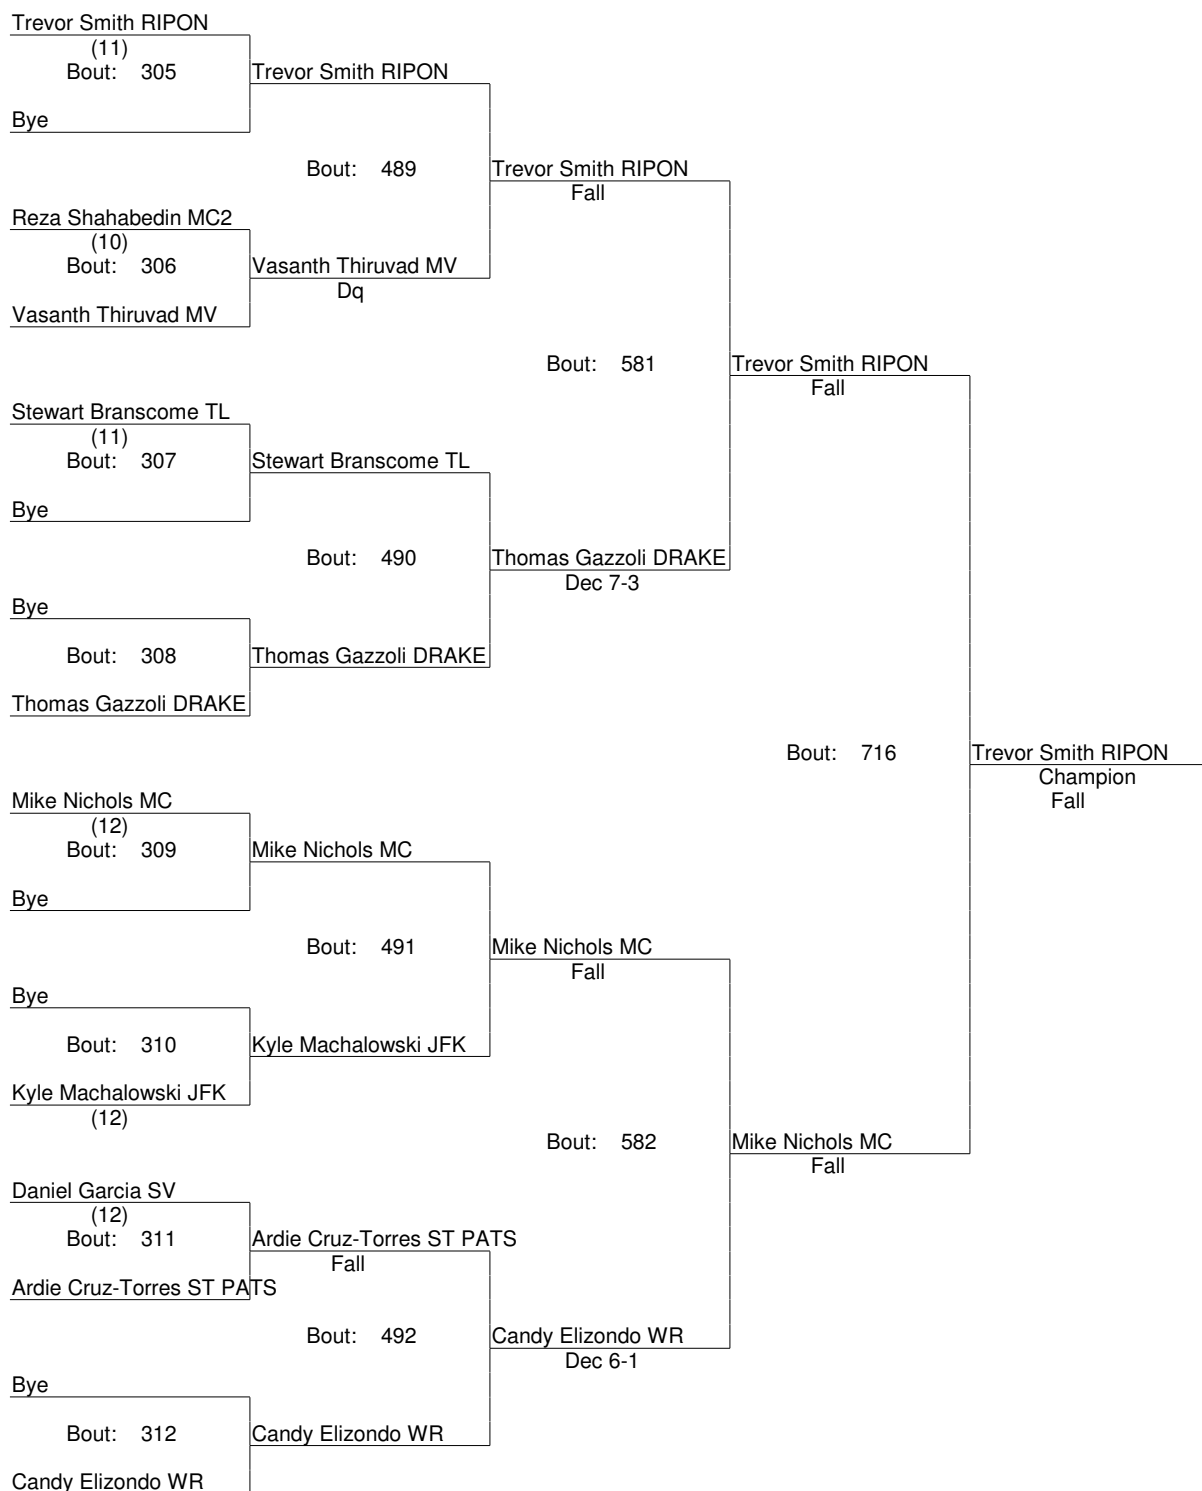 Trevor Smith RIPON
(11)
Bout: 305 Trevor Smith RIPON
Bye
Bout: 489 Trevor Smith RIPON
Fall
Reza Shahabedin MC2
(10)
Bout: 306 Vasanth Thiruvad MV
Dq
Vasanth Thiruvad MV
Bout: 581 Trevor Smith RIPON
Fall
Stewart Branscome TL
(11)
Bout: 307 Stewart Branscome TL
Bye
Bout: 490 Thomas Gazzoli DRAKE
Dec 7-3
Bye
Bout: 308 Thomas Gazzoli DRAKE
Thomas Gazzoli DRAKE
Bout: 716 Trevor Smith RIPON
Champion
Fall
Mike Nichols MC
(12)
Bout: 309 Mike Nichols MC
Bye
Bout: 491 Mike Nichols MC
Fall
Bye
Bout: 310 Kyle Machalowski JFK
Kyle Machalowski JFK
(12)
Bout: 582 Mike Nichols MC
Fall
Daniel Garcia SV
(12)
Bout: 311 Ardie Cruz-Torres ST PATS
Fall
Ardie Cruz-Torres ST PATS
Bout: 492 Candy Elizondo WR
Dec 6-1
Bye
Bout: 312 Candy Elizondo WR
Candy Elizondo WR